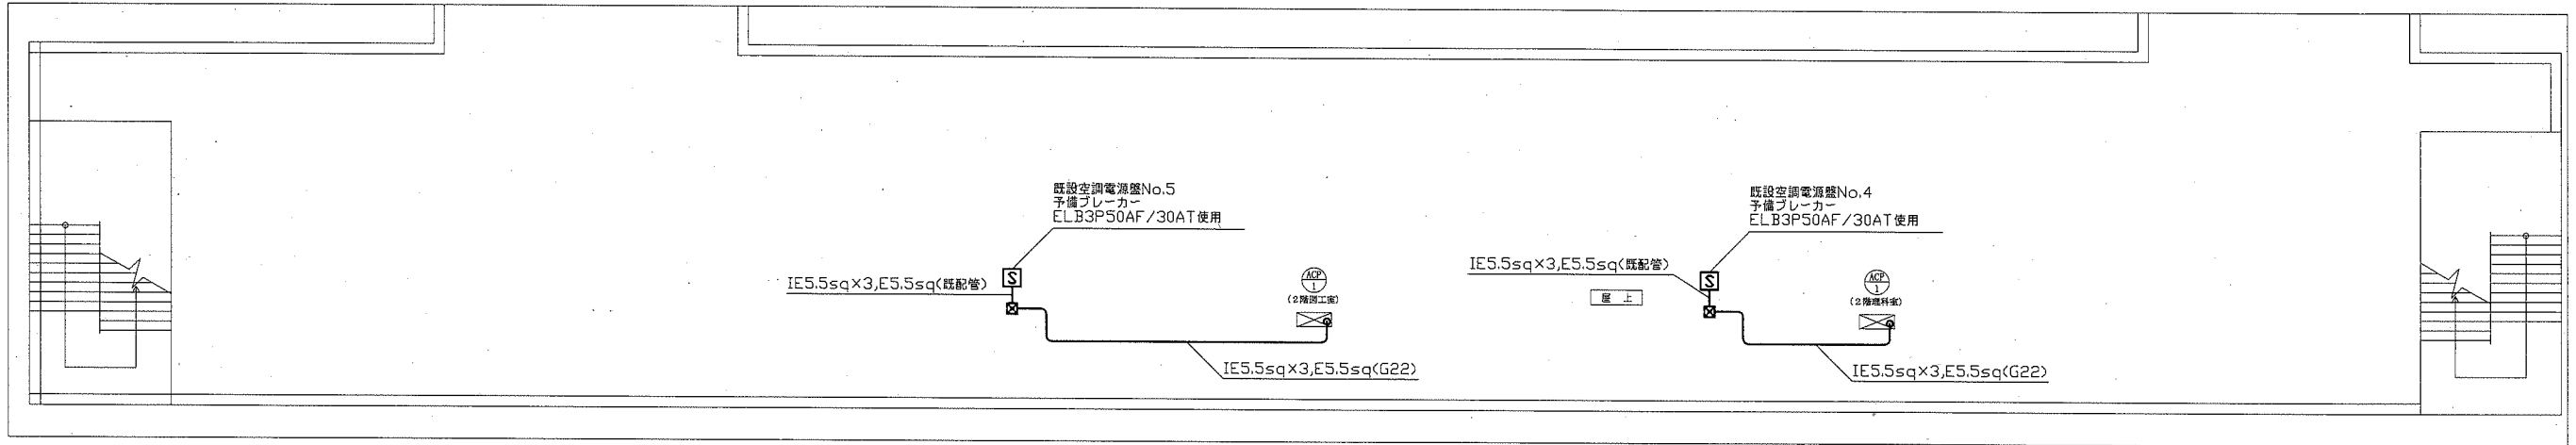 既設空調電源盤No.5
予備ブレーカー
ELB3P50AF/30AT使用
IE5.5sq×3,E5.5sq(既配管)
S
ACP
1
(2階図工室)
IE5.5sq×3,E5.5sq(G22)
既設空調電源盤No.4
予備ブレーカー
ELB3P50AF/30AT使用
IE5.5sq×3,E5.5sq(既配管)
S
屋上
ACP
1
(2階理科室)
IE5.5sq×3,E5.5sq(G22)